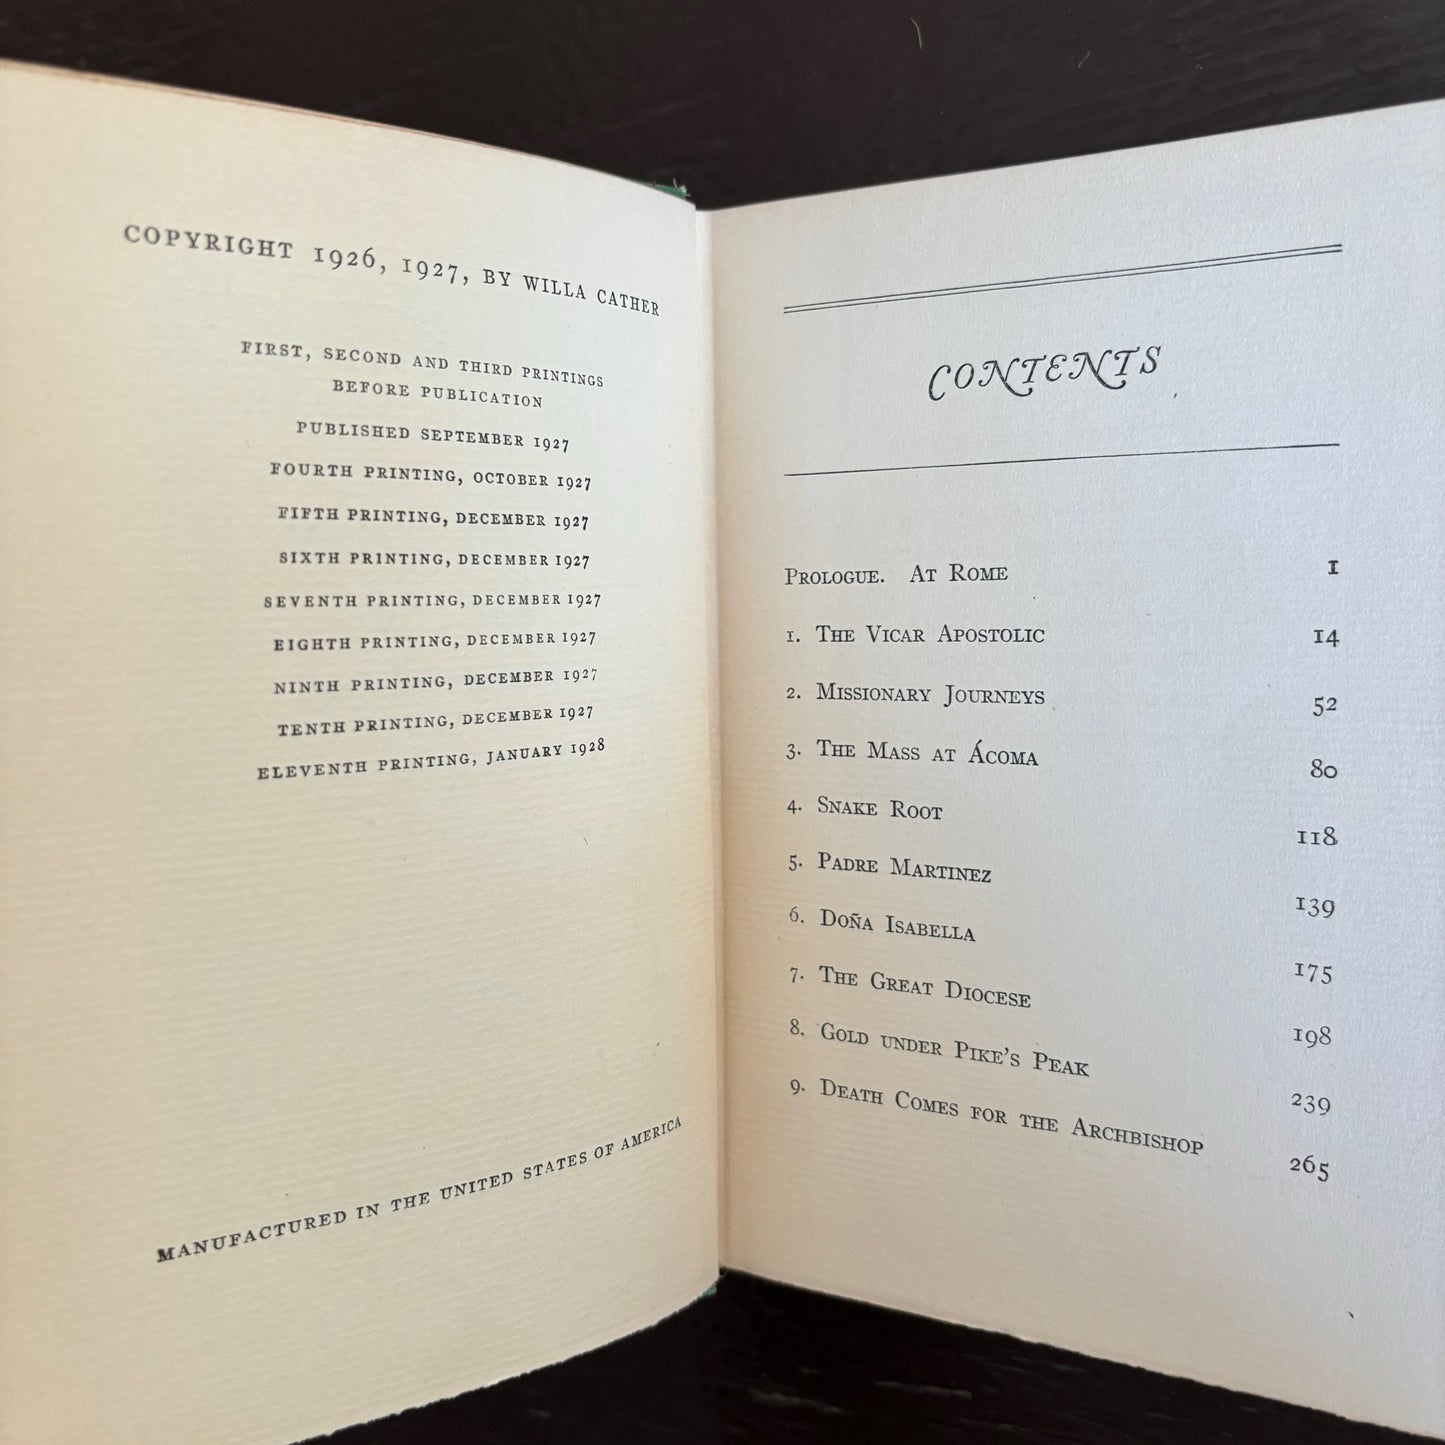 COPYRIGHT 1926, 1927, BY WILLA CATHER
FIRST, SECOND AND THIRD PRINTINGS
BEFORE PUBLICATION
PUBLISHED SEPTEMBER 1927
FOURTH PRINTING, OCTOBER 1927
FIFTH PRINTING, DECEMBER 1927
SIXTH PRINTING, DECEMBER 1927
SEVENTH PRINTING, DECEMBER 1927
EIGHTH PRINTING, DECEMBER 1927
NINTH PRINTING, DECEMBER 1927
TENTH PRINTING, DECEMBER 1927
ELEVENTH PRINTING, JANUARY 1928
MANUFACTURED IN THE UNITED STATES OF AMERICA
CONTENTS
PROLOGUE. AT ROME 1
1. THE VICAR APOSTOLIC 14
2. MISSIONARY JOURNEYS 52
3. THE MASS AT ÁCOMA 80
4. SNAKE ROOT 118
5. PADRE MARTINEZ 139
6. DOÑA ISABELLA 175
7. THE GREAT DIOCESE 198
8. GOLD UNDER PIKE'S PEAK 239
9. DEATH COMES FOR THE ARCHBISHOP 265